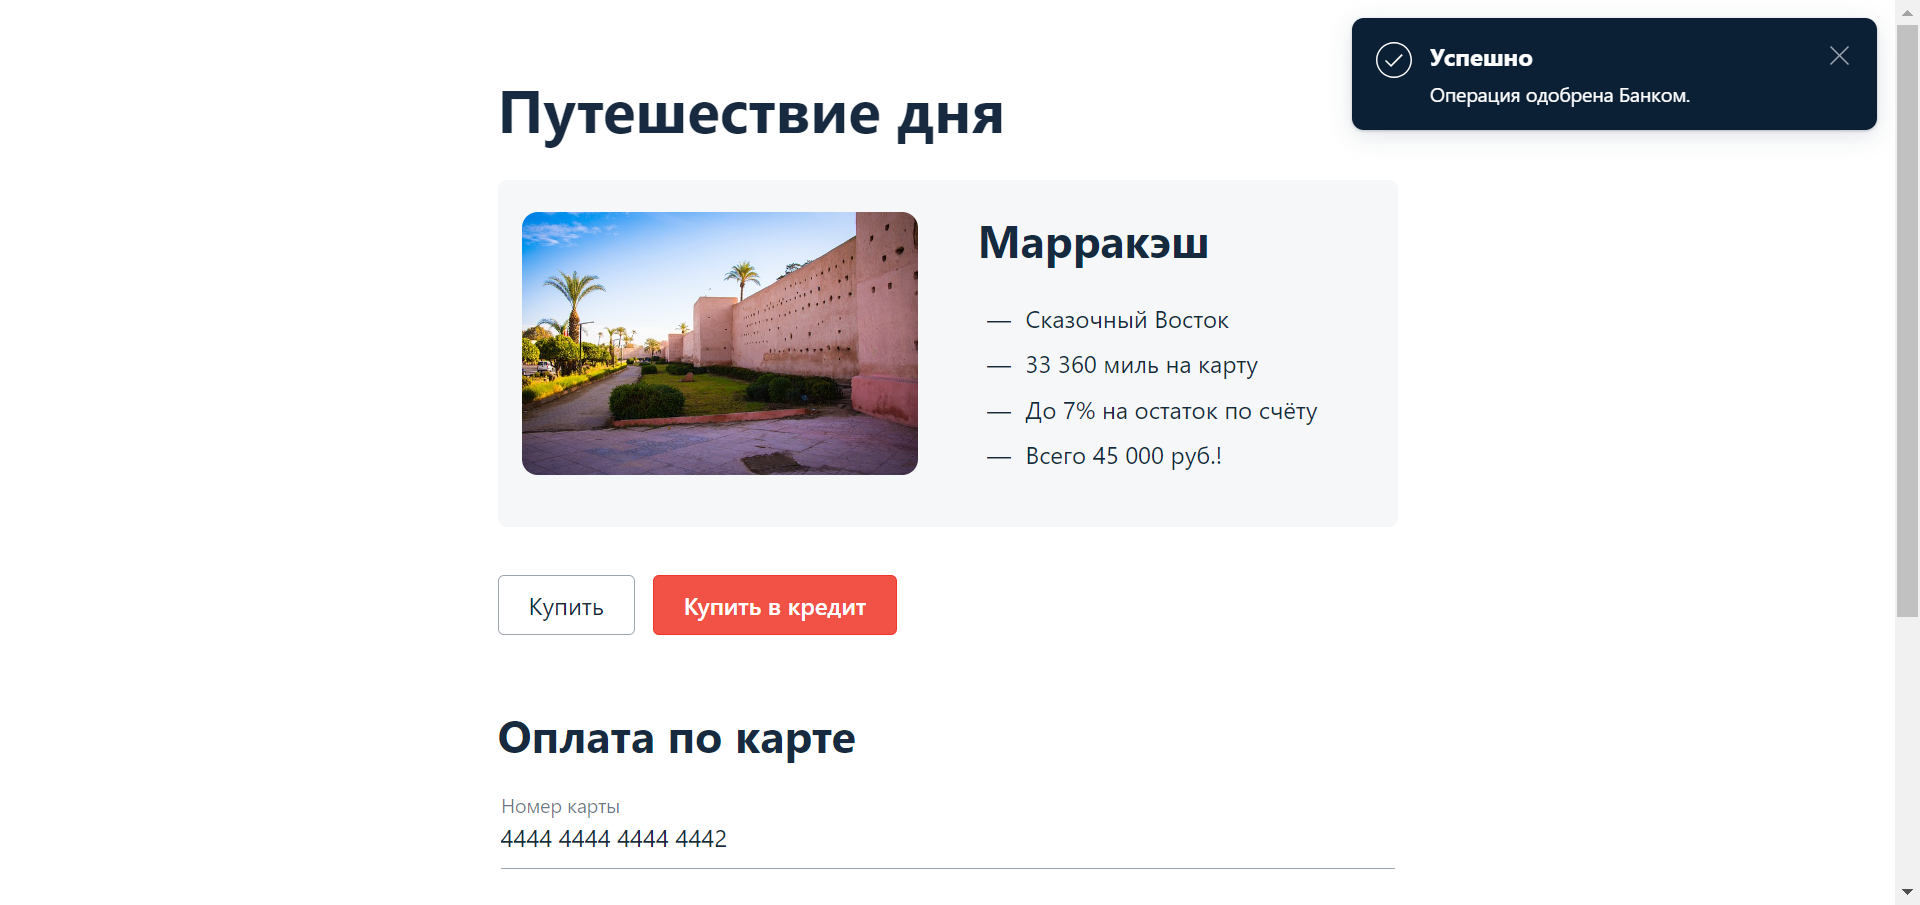 Успешно
Операция одобрена Банком.
Путешествие дня
Марракэш
— Сказочный Восток
— 33 360 миль на карту
— До 7% на остаток по счёту
— Всего 45 000 руб.!
Купить
Купить в кредит
Оплата по карте
Номер карты
4444 4444 4444 4442